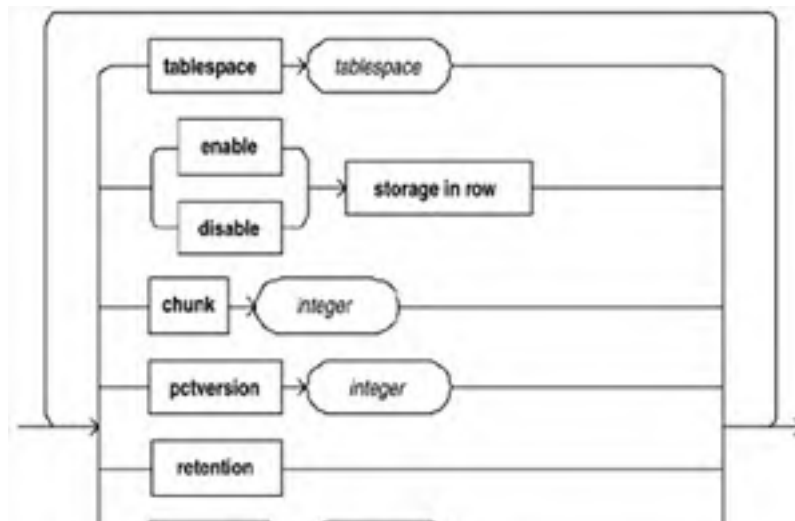 tablespace tablespace
enable
storage in row
disable
chunk integer
pctversion integer
retention